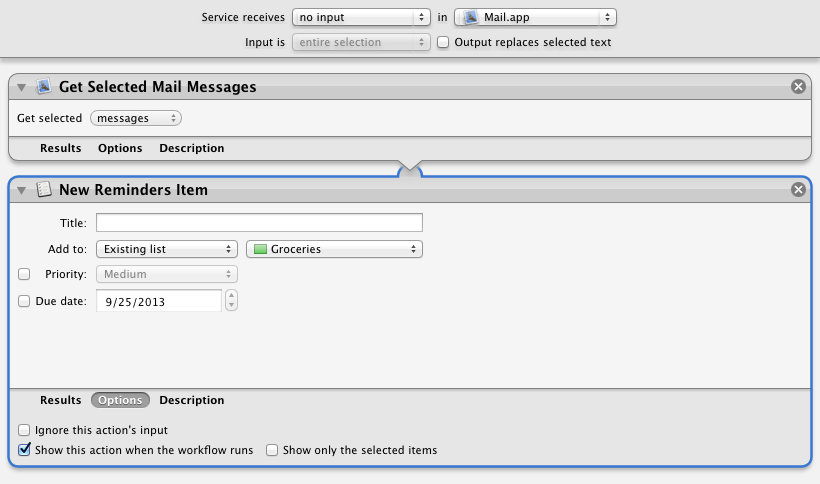 Service receives no input in Mail.app
Input is entire selection Output replaces selected text
Get Selected Mail Messages
Get selected messages
Results Options Description
New Reminders Item
Title:
Add to: Existing list Groceries
Priority: Medium
Due date: 9/25/2013
Results Options Description
Ignore this action's input
Show this action when the workflow runs Show only the selected items